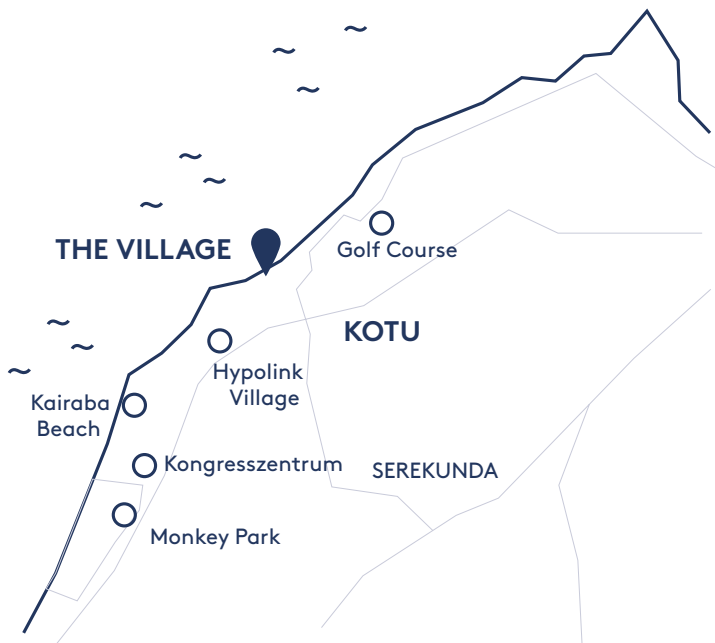 THE VILLAGE
Golf Course
KOTU
Hypolink
Village
Kairaba
Beach
Kongresszentrum
SEREKUNDA
Monkey Park